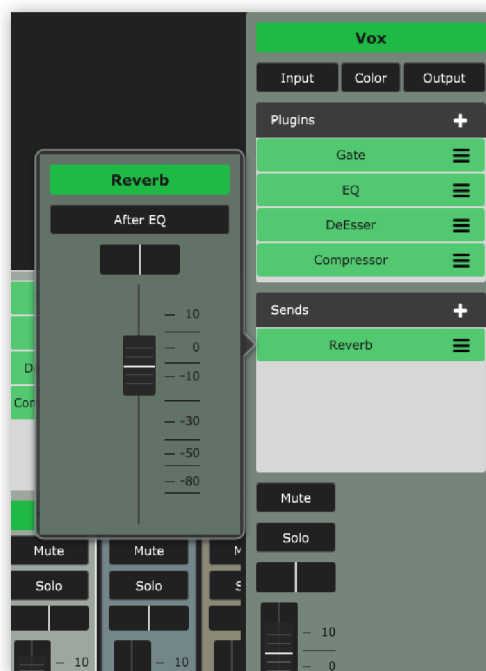 Vox
Input Color Output
Plugins
Gate
EQ
DeEsser
Compressor
Sends
Reverb
Mute
Solo
10
0
Reverb
After EQ
10
0
-10
-30
-50
-80
Mute Mute
Solo Solo
10 10